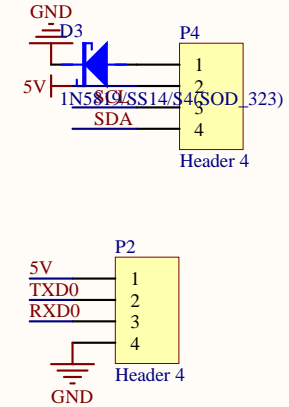 GND
D3
P4
1
5V
2
1N5819/SS14/S4(SOD_323)
SCL
3
SDA
4
Header 4
P2
5V
1
TXD0
2
RXD0
3
4
Header 4
GND